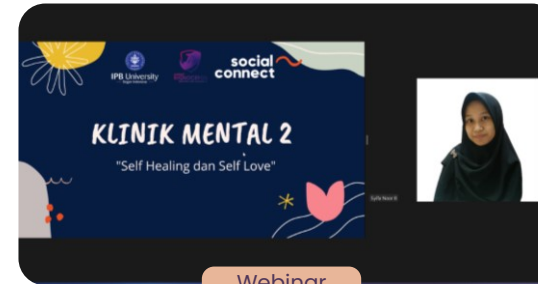 IPB University
social
connect
KLINIK MENTAL 2
"Self Healing dan Self Love"
Webinar